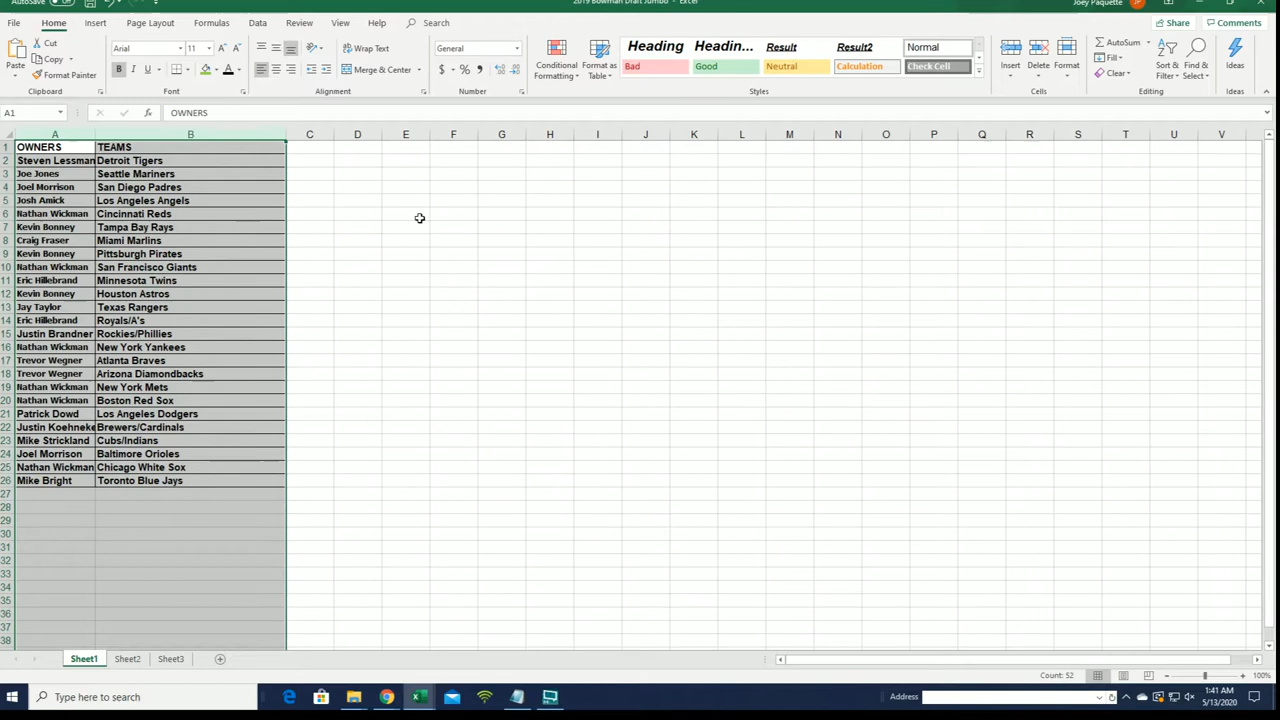 AutoSave
2019 Bowman Draft Jumbo - Excel
Joey Paquette
JP
File Home Insert Page Layout Formulas Data Review View Help Search
Share Comments
Paste
Cut
Copy
Format Painter
Clipboard
Arial 11
Font
Wrap Text
Merge & Center
Alignment
General
Number
Conditional Formatting
Format as Table
Heading Headin... Result Result2 Normal
Bad Good Neutral Calculation Check Cell
Styles
Insert Delete Format
Cells
AutoSum
Fill
Clear
Sort & Filter
Find & Select
Editing
Ideas
Ideas
A1 fx OWNERS
A B C D E F G H I J K L M N O P Q R S T U V
1 OWNERS TEAMS
2 Steven Lessman Detroit Tigers
3 Joe Jones Seattle Mariners
4 Joel Morrison San Diego Padres
5 Josh Amick Los Angeles Angels
6 Nathan Wickman Cincinnati Reds
7 Kevin Bonney Tampa Bay Rays
8 Craig Fraser Miami Marlins
9 Kevin Bonney Pittsburgh Pirates
10 Nathan Wickman San Francisco Giants
11 Eric Hillebrand Minnesota Twins
12 Kevin Bonney Houston Astros
13 Jay Taylor Texas Rangers
14 Eric Hillebrand Royals/A's
15 Justin Brandner Rockies/Phillies
16 Nathan Wickman New York Yankees
17 Trevor Wegner Atlanta Braves
18 Trevor Wegner Arizona Diamondbacks
19 Nathan Wickman New York Mets
20 Nathan Wickman Boston Red Sox
21 Patrick Dowd Los Angeles Dodgers
22 Justin Koehneke Brewers/Cardinals
23 Mike Strickland Cubs/Indians
24 Joel Morrison Baltimore Orioles
25 Nathan Wickman Chicago White Sox
26 Mike Bright Toronto Blue Jays
27
28
29
30
31
32
33
34
35
36
37
38
Sheet1 Sheet2 Sheet3
Count: 52
100%
Type here to search
Address
1:41 AM
5/13/2020